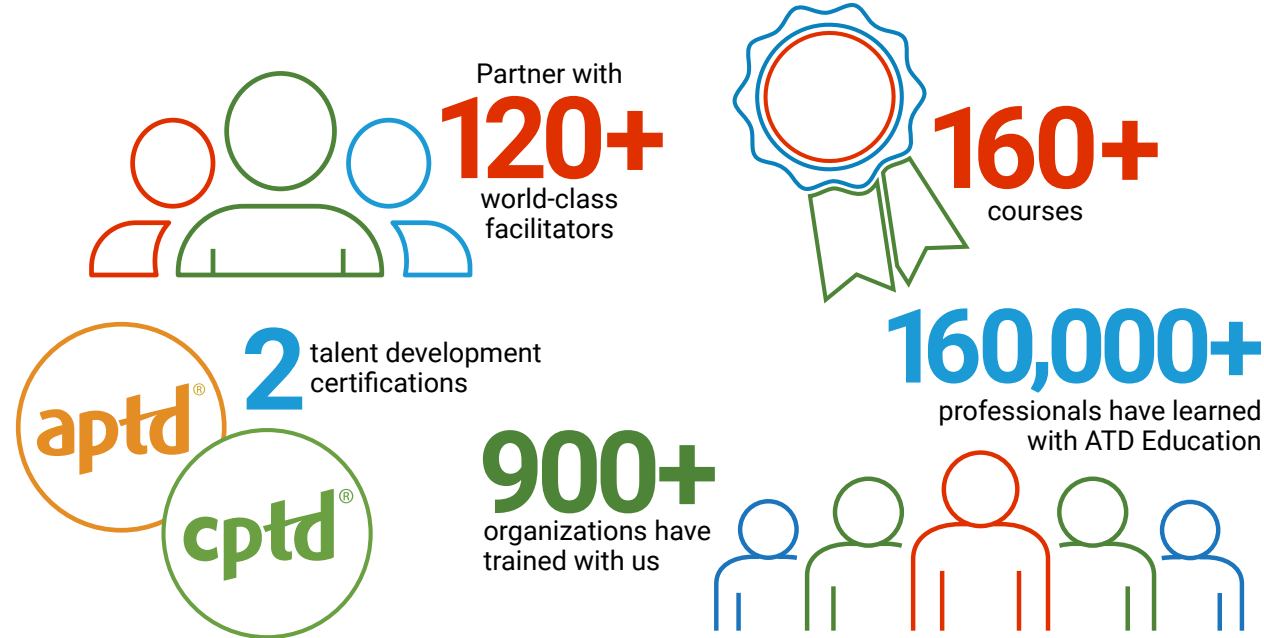 Partner with
120+
world-class
facilitators
160+
courses
aptd®
cptd®
2
talent development
certifications
900+
organizations have
trained with us
160,000+
professionals have learned
with ATD Education